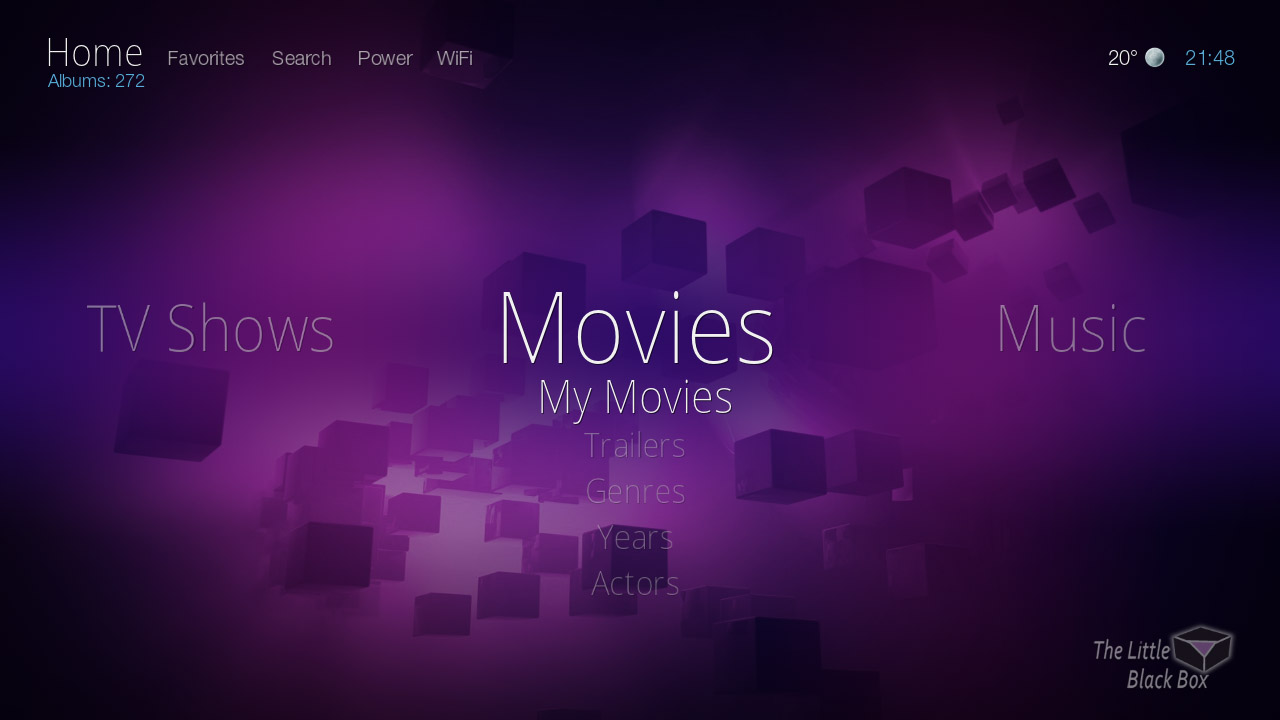 Home Favorites Search Power WiFi 20° 21:48
Albums: 272
TV Shows Movies Music
My Movies
Trailers
Genres
Years
Actors
The Little
Black Box